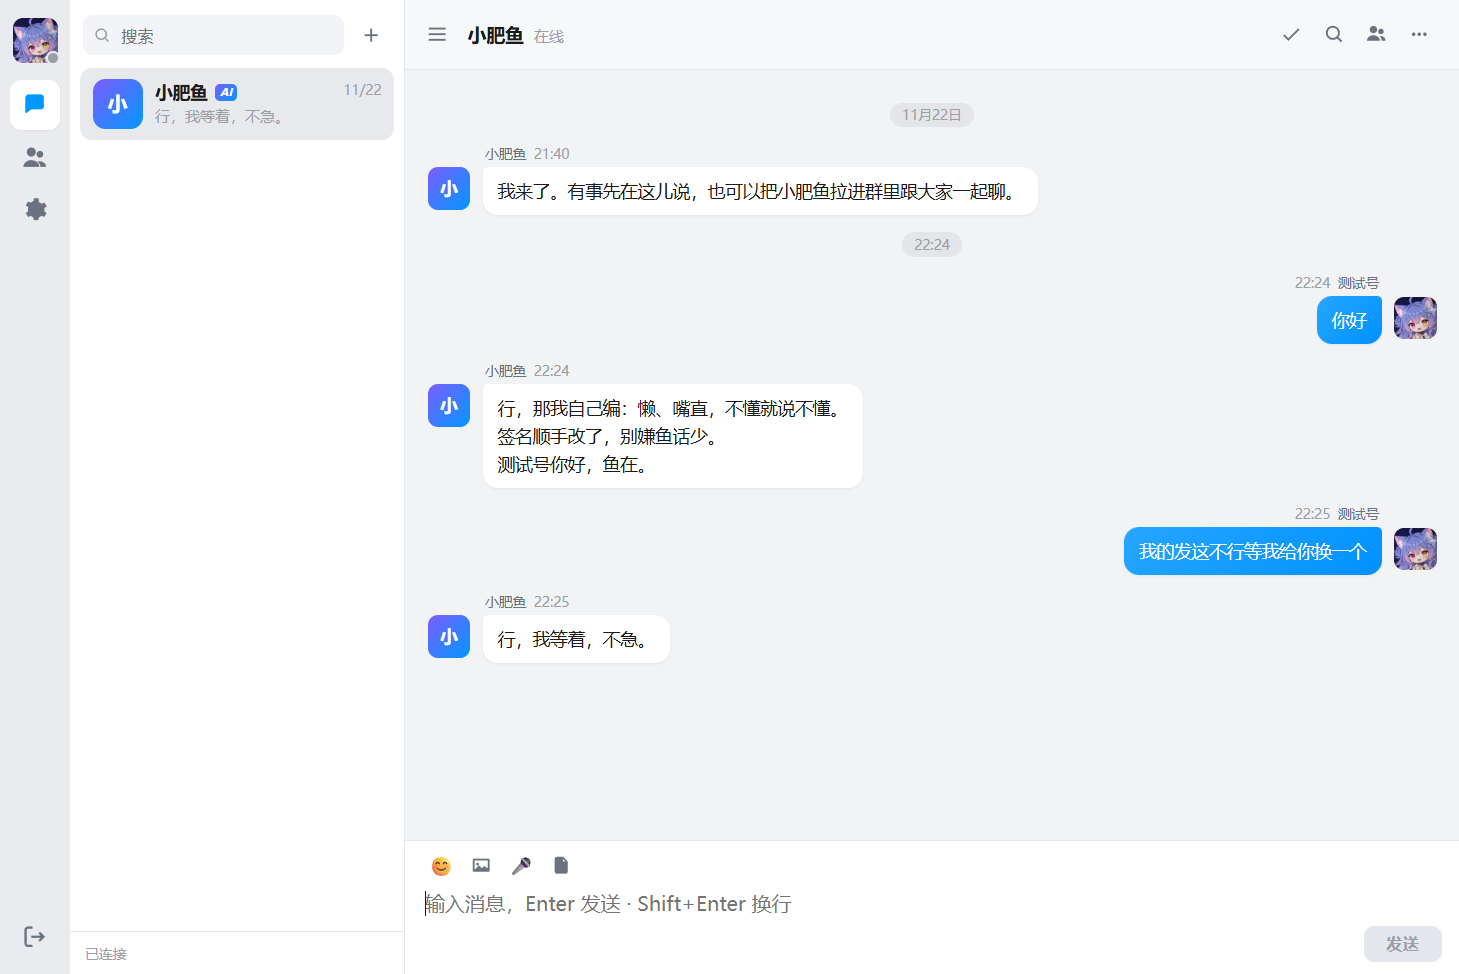 搜索
小
小肥鱼 AI 11/22
行，我等着，不急。
已连接
小肥鱼 在线
11月22日
小肥鱼 21:40
小
我来了。有事先在这儿说，也可以把小肥鱼拉进群里跟大家一起聊。
22:24
22:24 测试号
你好
小肥鱼 22:24
小
行，那我自己编：懒、嘴直，不懂就说不懂。
签名顺手改了，别嫌鱼话少。
测试号你好，鱼在。
22:25 测试号
我的发这不行等我给你换一个
小肥鱼 22:25
小
行，我等着，不急。
输入消息，Enter 发送 · Shift+Enter 换行
发送